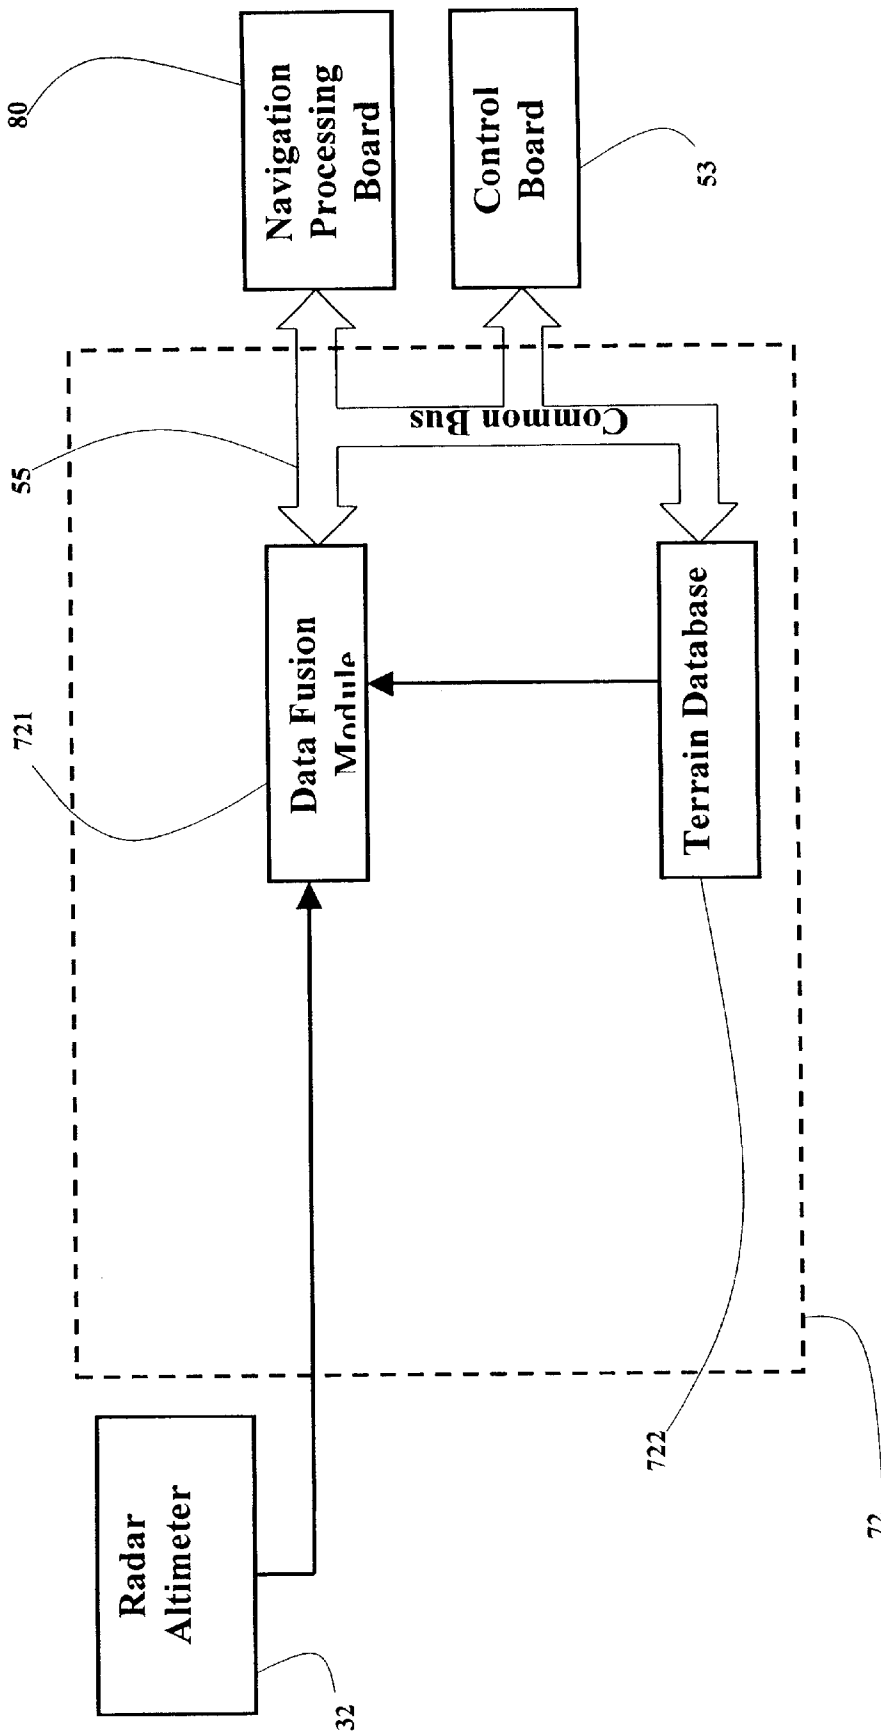 Radar
Altimeter
32
721
Data Fusion
Module
55
Common Bus
80
Navigation
Processing
Board
Control
Board
53
Terrain Database
722
72